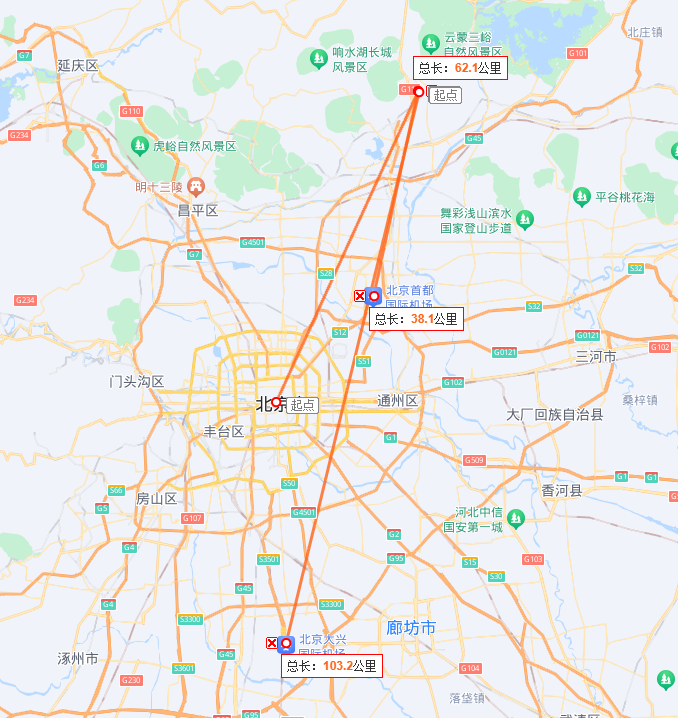 云蒙三峪
自然风景区
北庄镇
响水湖长城
风景区
G7
延庆区
G101
总长：62.1公里
起点
G110
G234
虎峪自然风景区
G45
G6
明十三陵
昌平区
平谷桃花海
舞彩浅山滨水
国家登山步道
G4501
G7
S28
S32
北京首都
国际机场
G234
S32
总长：38.1公里
S12
G0121
G0121
G102
三河市
S51
门头沟区
G102
桑梓镇
通州区
起点
大厂回族自治县
丰台区
G1
G509
G1
G1
S50
香河县
S66
房山区
G5
G4501
河北中信
国安第一城
G107
G2
G4
S3501
G95
G103
S15
S30
G45
G4
S3300
S3300
廊坊市
北京大兴
国际机场
涿州市
G45
总长：103.2公里
S3601
G104
G230
落垡镇
G45
G95